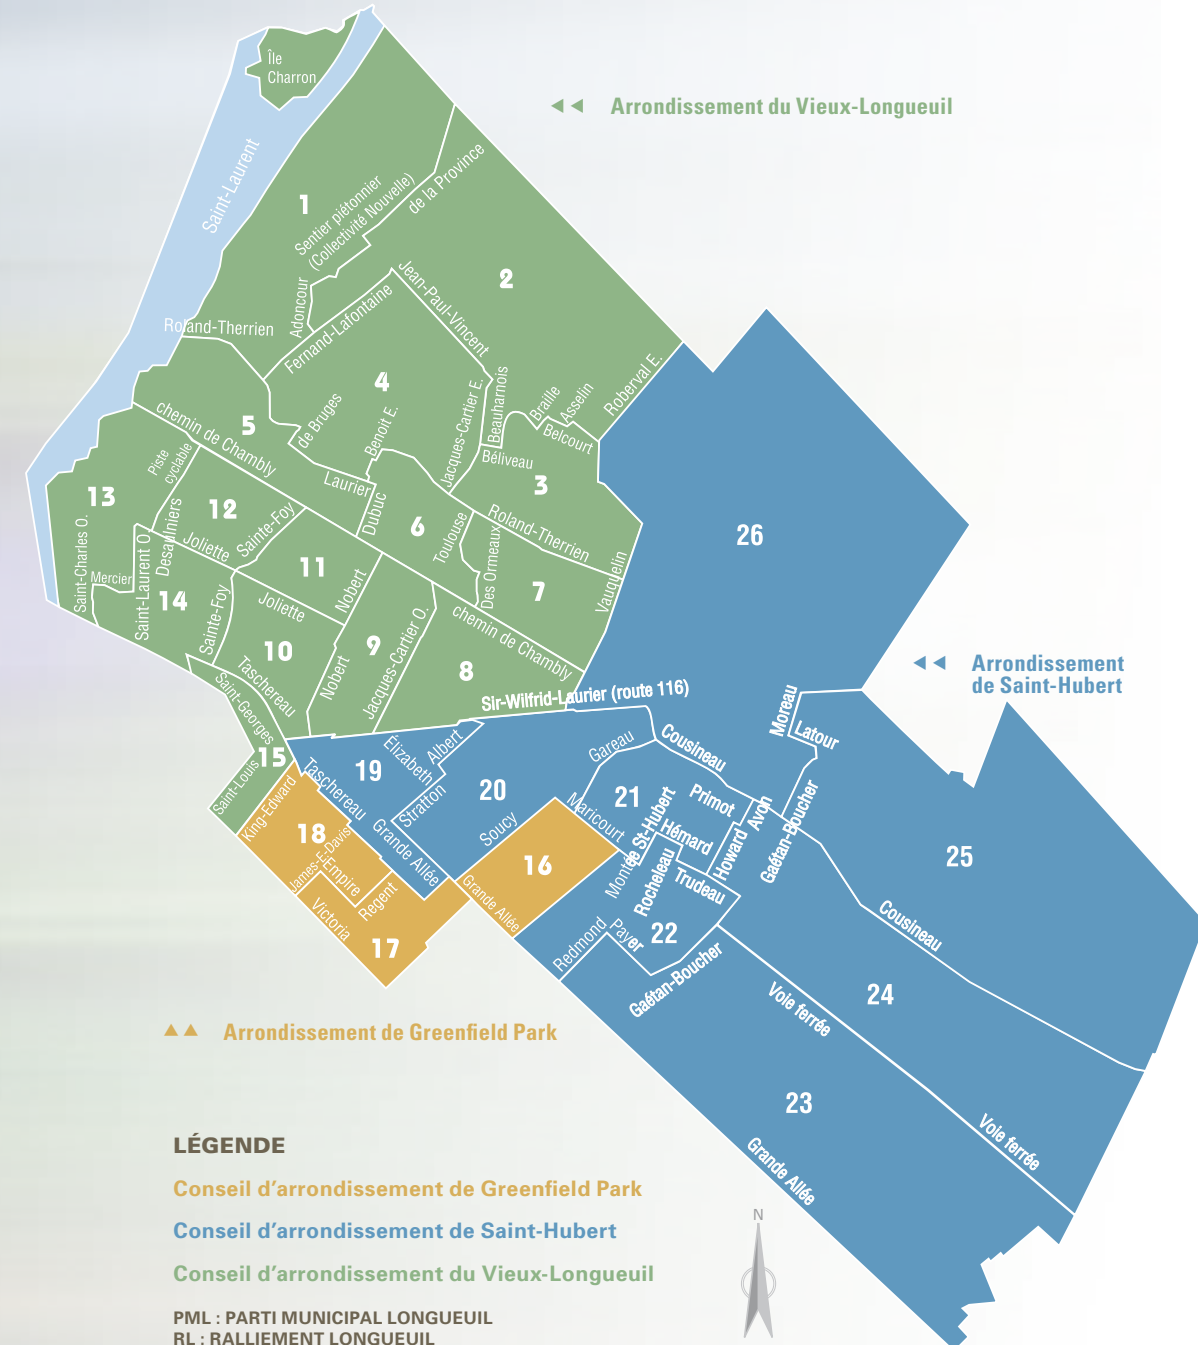 Île
Charron
◄◄ Arrondissement du Vieux-Longueuil
Saint-Laurent
1
Sentier piétonnier
(Collectivité Nouvelle)
de la Province
2
Adoncour
Jean-Paul-Vincent
Roland-Therrien
Fernand-Lafontaine
4
Jacques-Cartier E.
Beauharnois
Braille
Asselin
Roberval E.
chemin de Chambly
5
de Bruges
Benoit E.
Belcourt
Béliveau
Piste
cyclable
Laurier
3
13
12
Desaulniers
Sainte-Foy
Dubuc
6
Toulouse
Roland-Therrien
26
Saint-Charles O.
Saint-Laurent O.
Joliette
11
Nobert
Des Ormeaux
7
Vauquelin
Mercier
14
Sainte-Foy
Joliette
chemin de Chambly
10
9
Nobert
Jacques-Cartier O.
8
Taschereau
Saint-Georges
Sir-Wilfrid-Laurier (route 116)
◄◄ Arrondissement
de Saint-Hubert
Moreau
Latour
15
Saint-Louis
19
Élizabeth
Albert
Gareau
Cousineau
Taschereau
Stratton
20
21
Primot
Avon
Gaétan-Boucher
King-Edward
18
Grande Allée
Soucy
Maricourt
Montée St-Hubert
Hémard
Howard
James-E-Davis
Empire
Regent
16
Rocheleau
Trudeau
25
Victoria
Grande Allée
17
Redmond
Payer
22
Gaétan-Boucher
Cousineau
24
Voie ferrée
▲▲ Arrondissement de Greenfield Park
23
Voie ferrée
Grande Allée
LÉGENDE
Conseil d’arrondissement de Greenfield Park
Conseil d’arrondissement de Saint-Hubert
Conseil d’arrondissement du Vieux-Longueuil
N
PML : PARTI MUNICIPAL LONGUEUIL
RL : RALLIEMENT LONGUEUIL